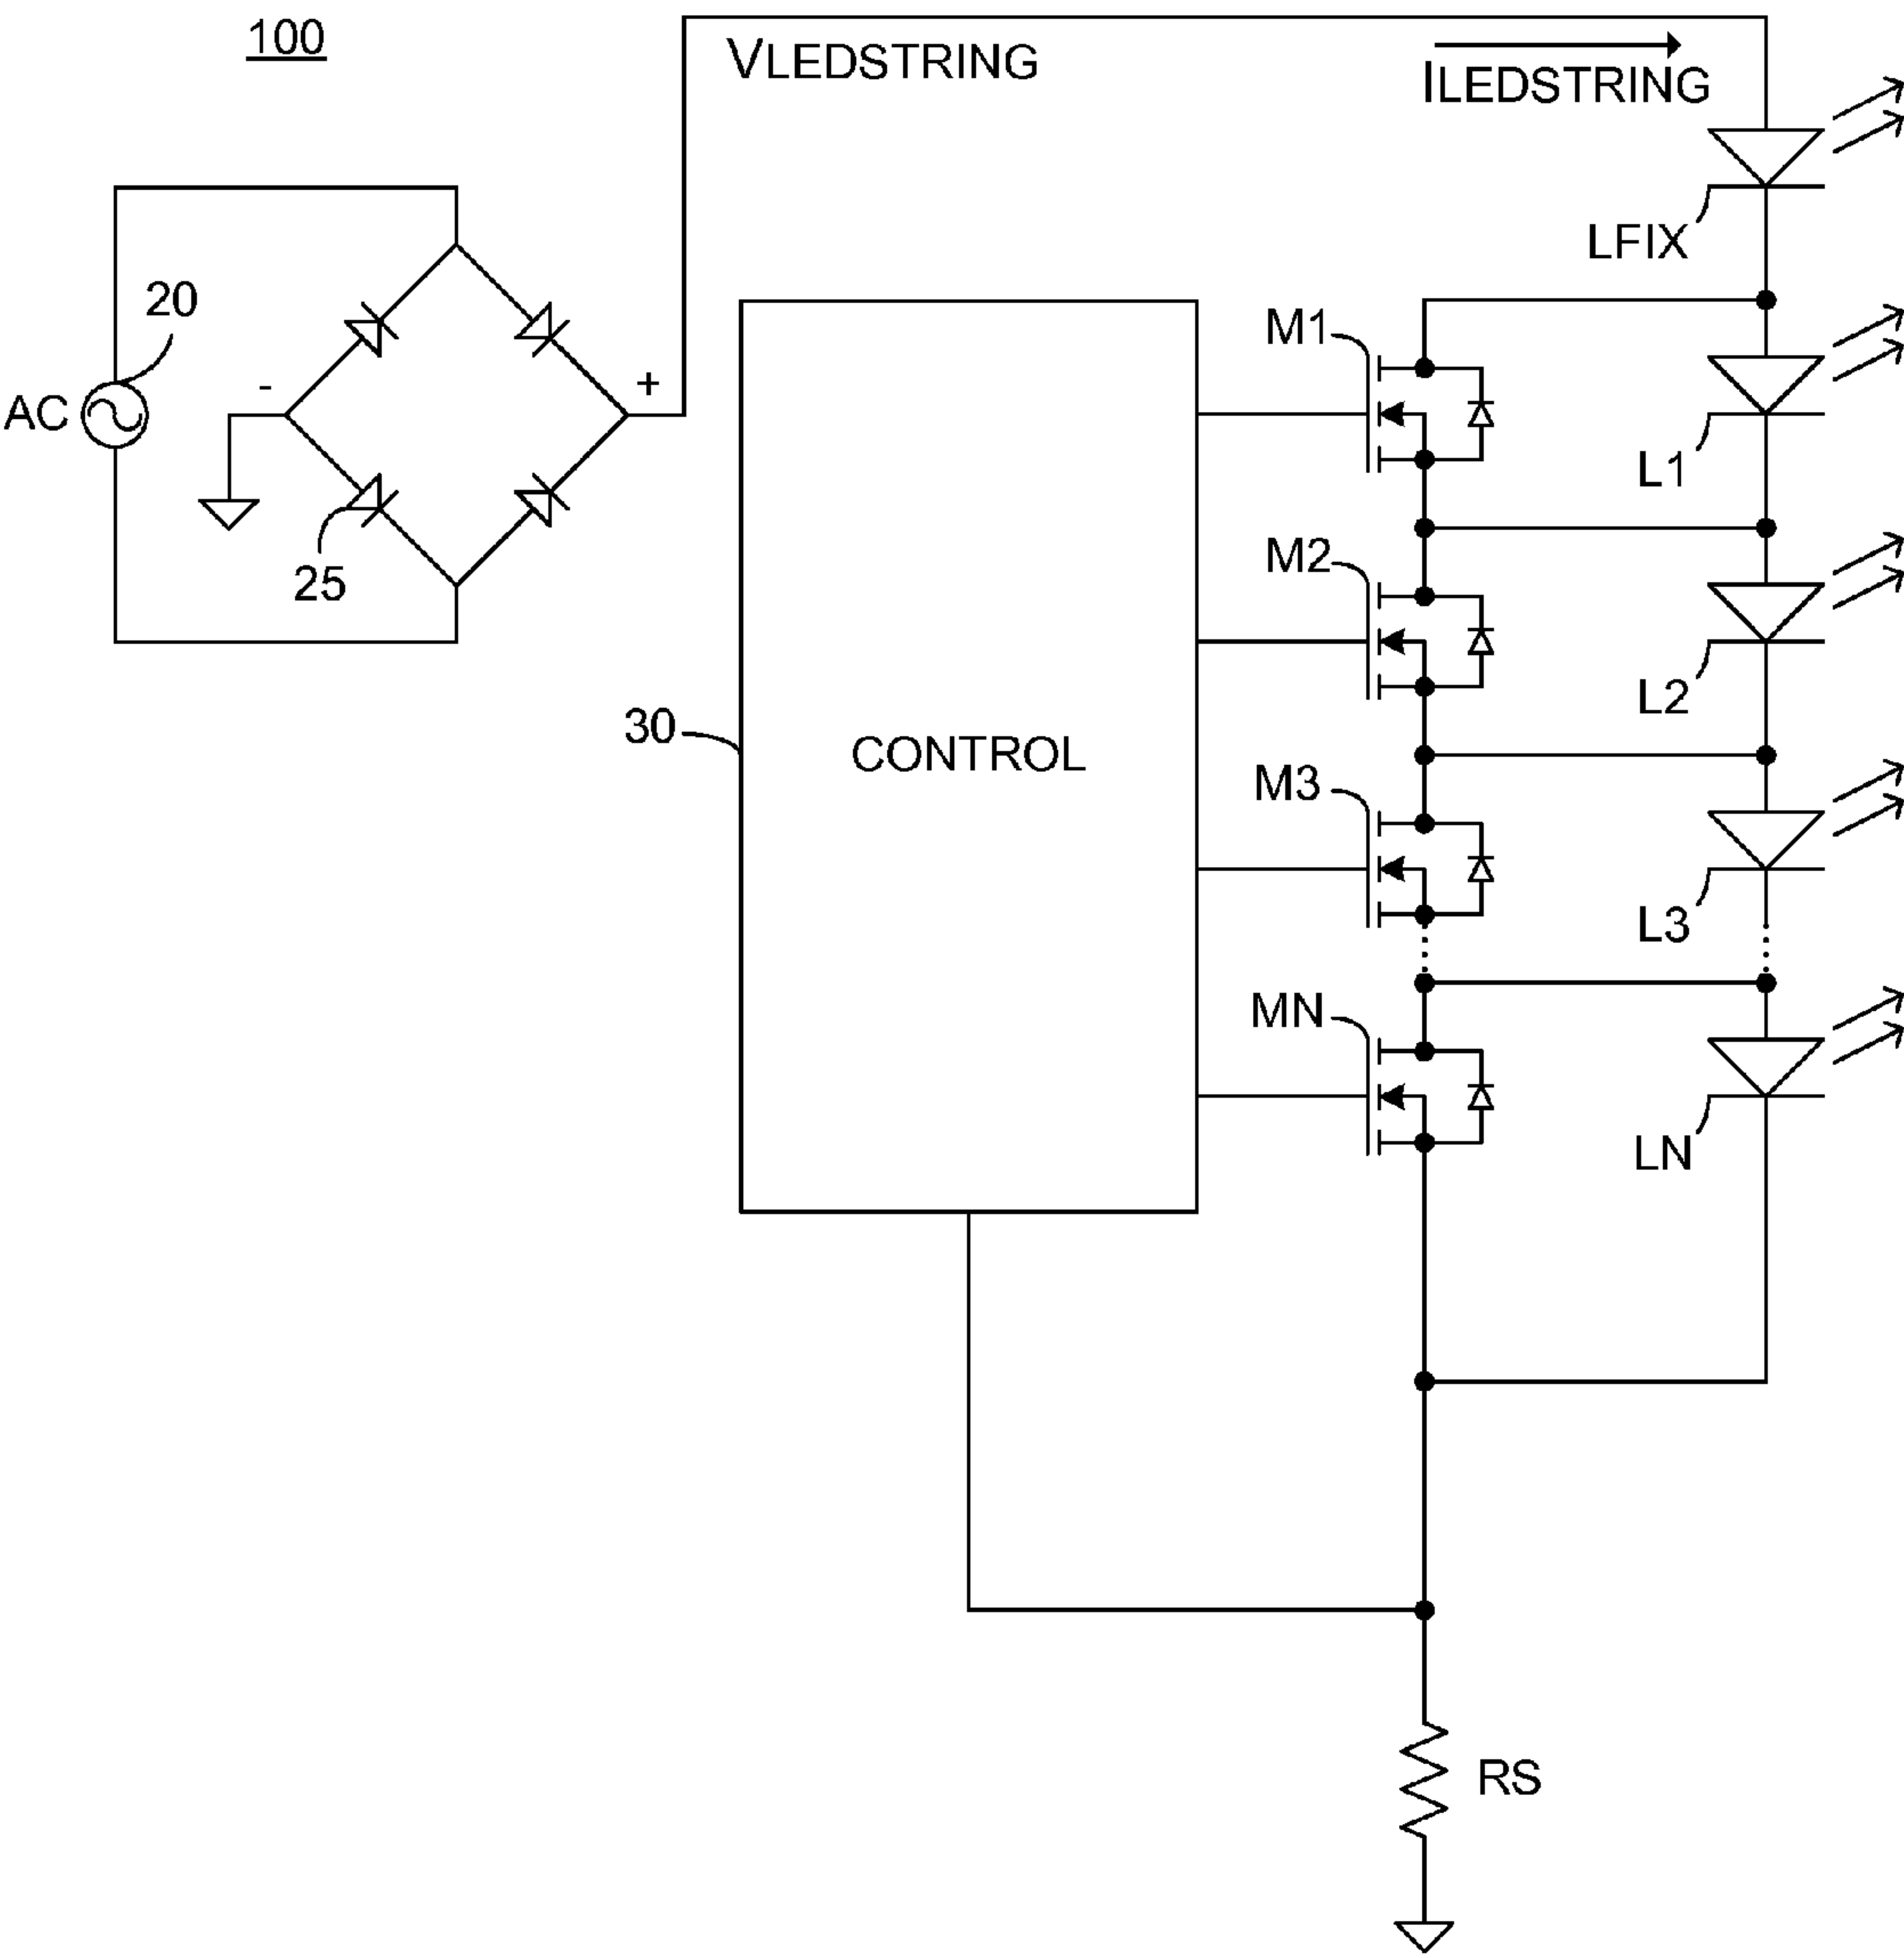 100
VLEDSTRING
ILEDSTRING
LFIX
20
AC
-
+
25
M1
L1
M2
L2
30
CONTROL
M3
L3
MN
LN
RS